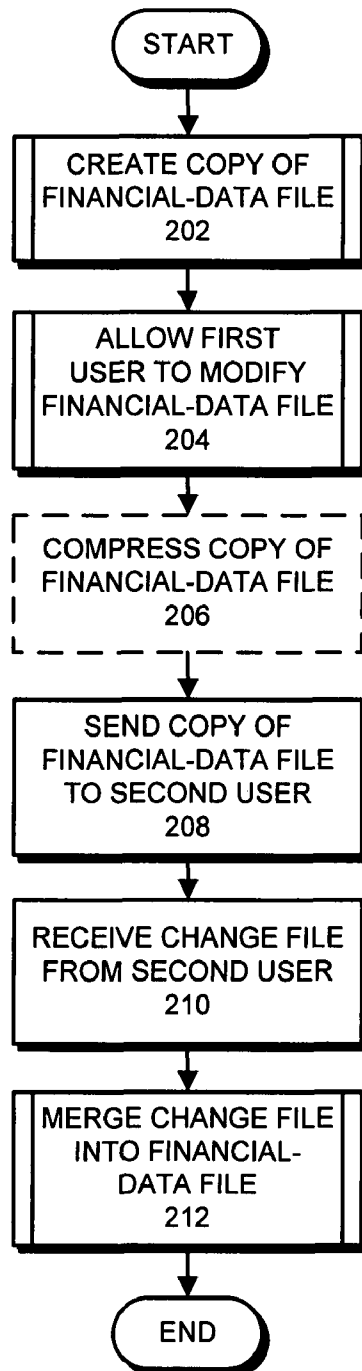 START
CREATE COPY OF
FINANCIAL-DATA FILE
202
ALLOW FIRST
USER TO MODIFY
FINANCIAL-DATA FILE
204
COMPRESS COPY OF
FINANCIAL-DATA FILE
206
SEND COPY OF
FINANCIAL-DATA FILE
TO SECOND USER
208
RECEIVE CHANGE FILE
FROM SECOND USER
210
MERGE CHANGE FILE
INTO FINANCIAL-
DATA FILE
212
END